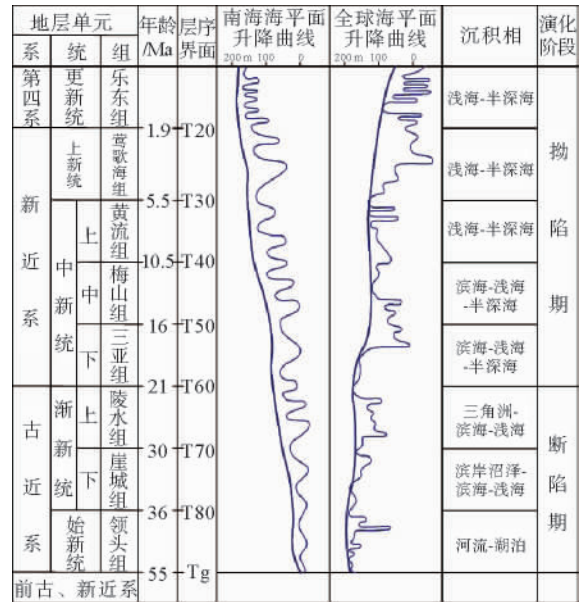 地层单元
年龄
/Ma
层序
界面
南海海平面
升降曲线
200m 100 0
全球海平面
升降曲线
200m 100 0
沉积相
演化
阶段
系 统 组
第四系
更新统
乐东组
浅海-半深海
1.9 T20
新近系
上新统
莺歌海组
浅海-半深海
5.5 T30
中新统
上
黄流组
浅海-半深海
10.5 T40
中
梅山组
滨海-浅海
-半深海
16 T50
下
三亚组
滨海-浅海
-半深海
21 T60
拗陷期
古近系
渐新统
上
陵水组
三角洲-
滨海-浅海
30 T70
下
崖城组
滨岸沼泽-
滨海-浅海
36 T80
始新统
领头组
河流-湖泊
55 Tg
断陷期
前古、新近系